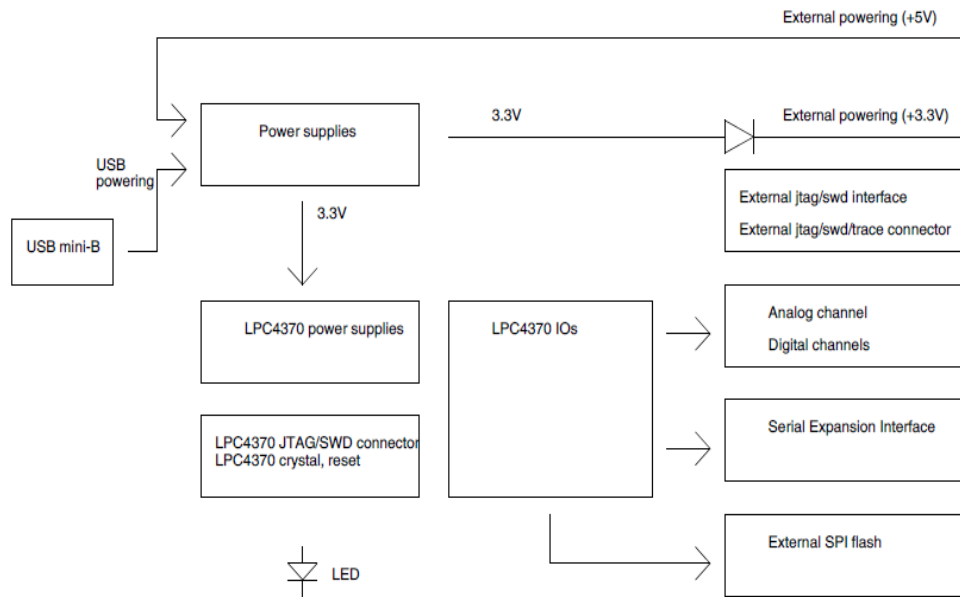 External powering (+5V)
Power supplies
3.3V
External powering (+3.3V)
USB
powering
External jtag/swd interface
External jtag/swd/trace connector
3.3V
USB mini-B
LPC4370 power supplies
LPC4370 IOs
Analog channel
Digital channels
LPC4370 JTAG/SWD connector
LPC4370 crystal, reset
Serial Expansion Interface
External SPI flash
LED